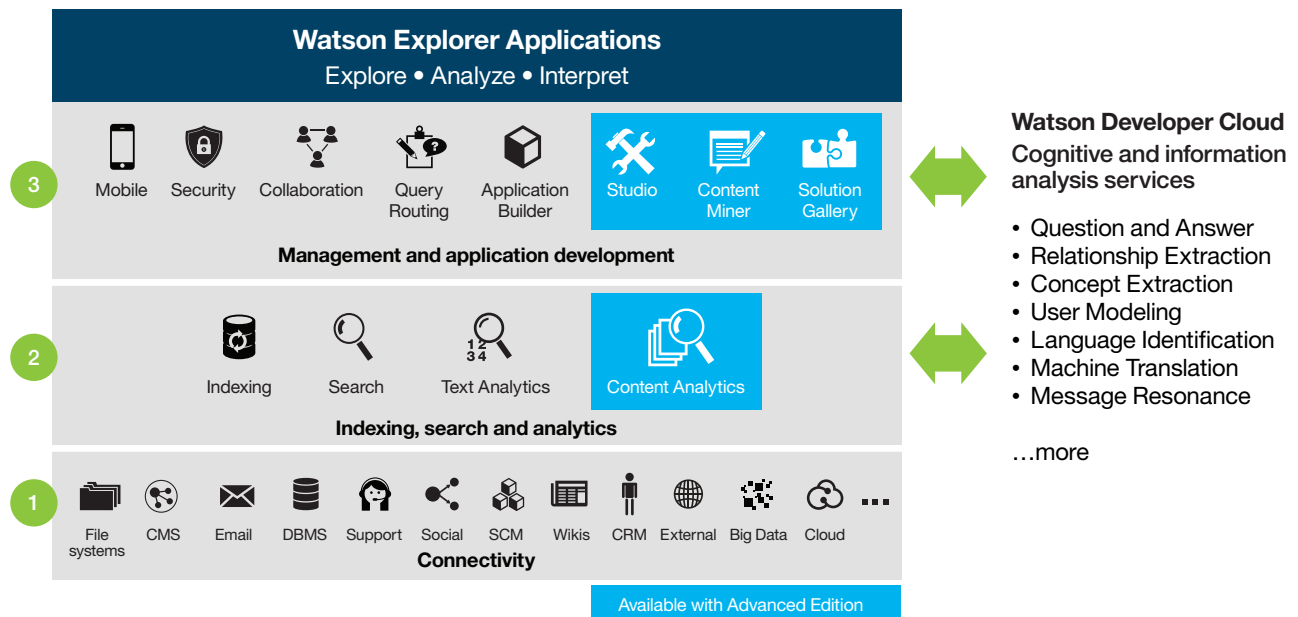 Watson Explorer Applications
Explore • Analyze • Interpret
3
Mobile
Security
Collaboration
Query
Routing
Application
Builder
Studio
Content
Miner
Solution
Gallery
Management and application development
2
Indexing
Search
1 2
3 4
Text Analytics
Content Analytics
Indexing, search and analytics
1
File
systems
CMS
Email
DBMS
Support
Social
SCM
Wikis
CRM
External
Big Data
Cloud
...
Connectivity
Available with Advanced Edition
Watson Developer Cloud
Cognitive and information
analysis services
• Question and Answer
• Relationship Extraction
• Concept Extraction
• User Modeling
• Language Identification
• Machine Translation
• Message Resonance
…more